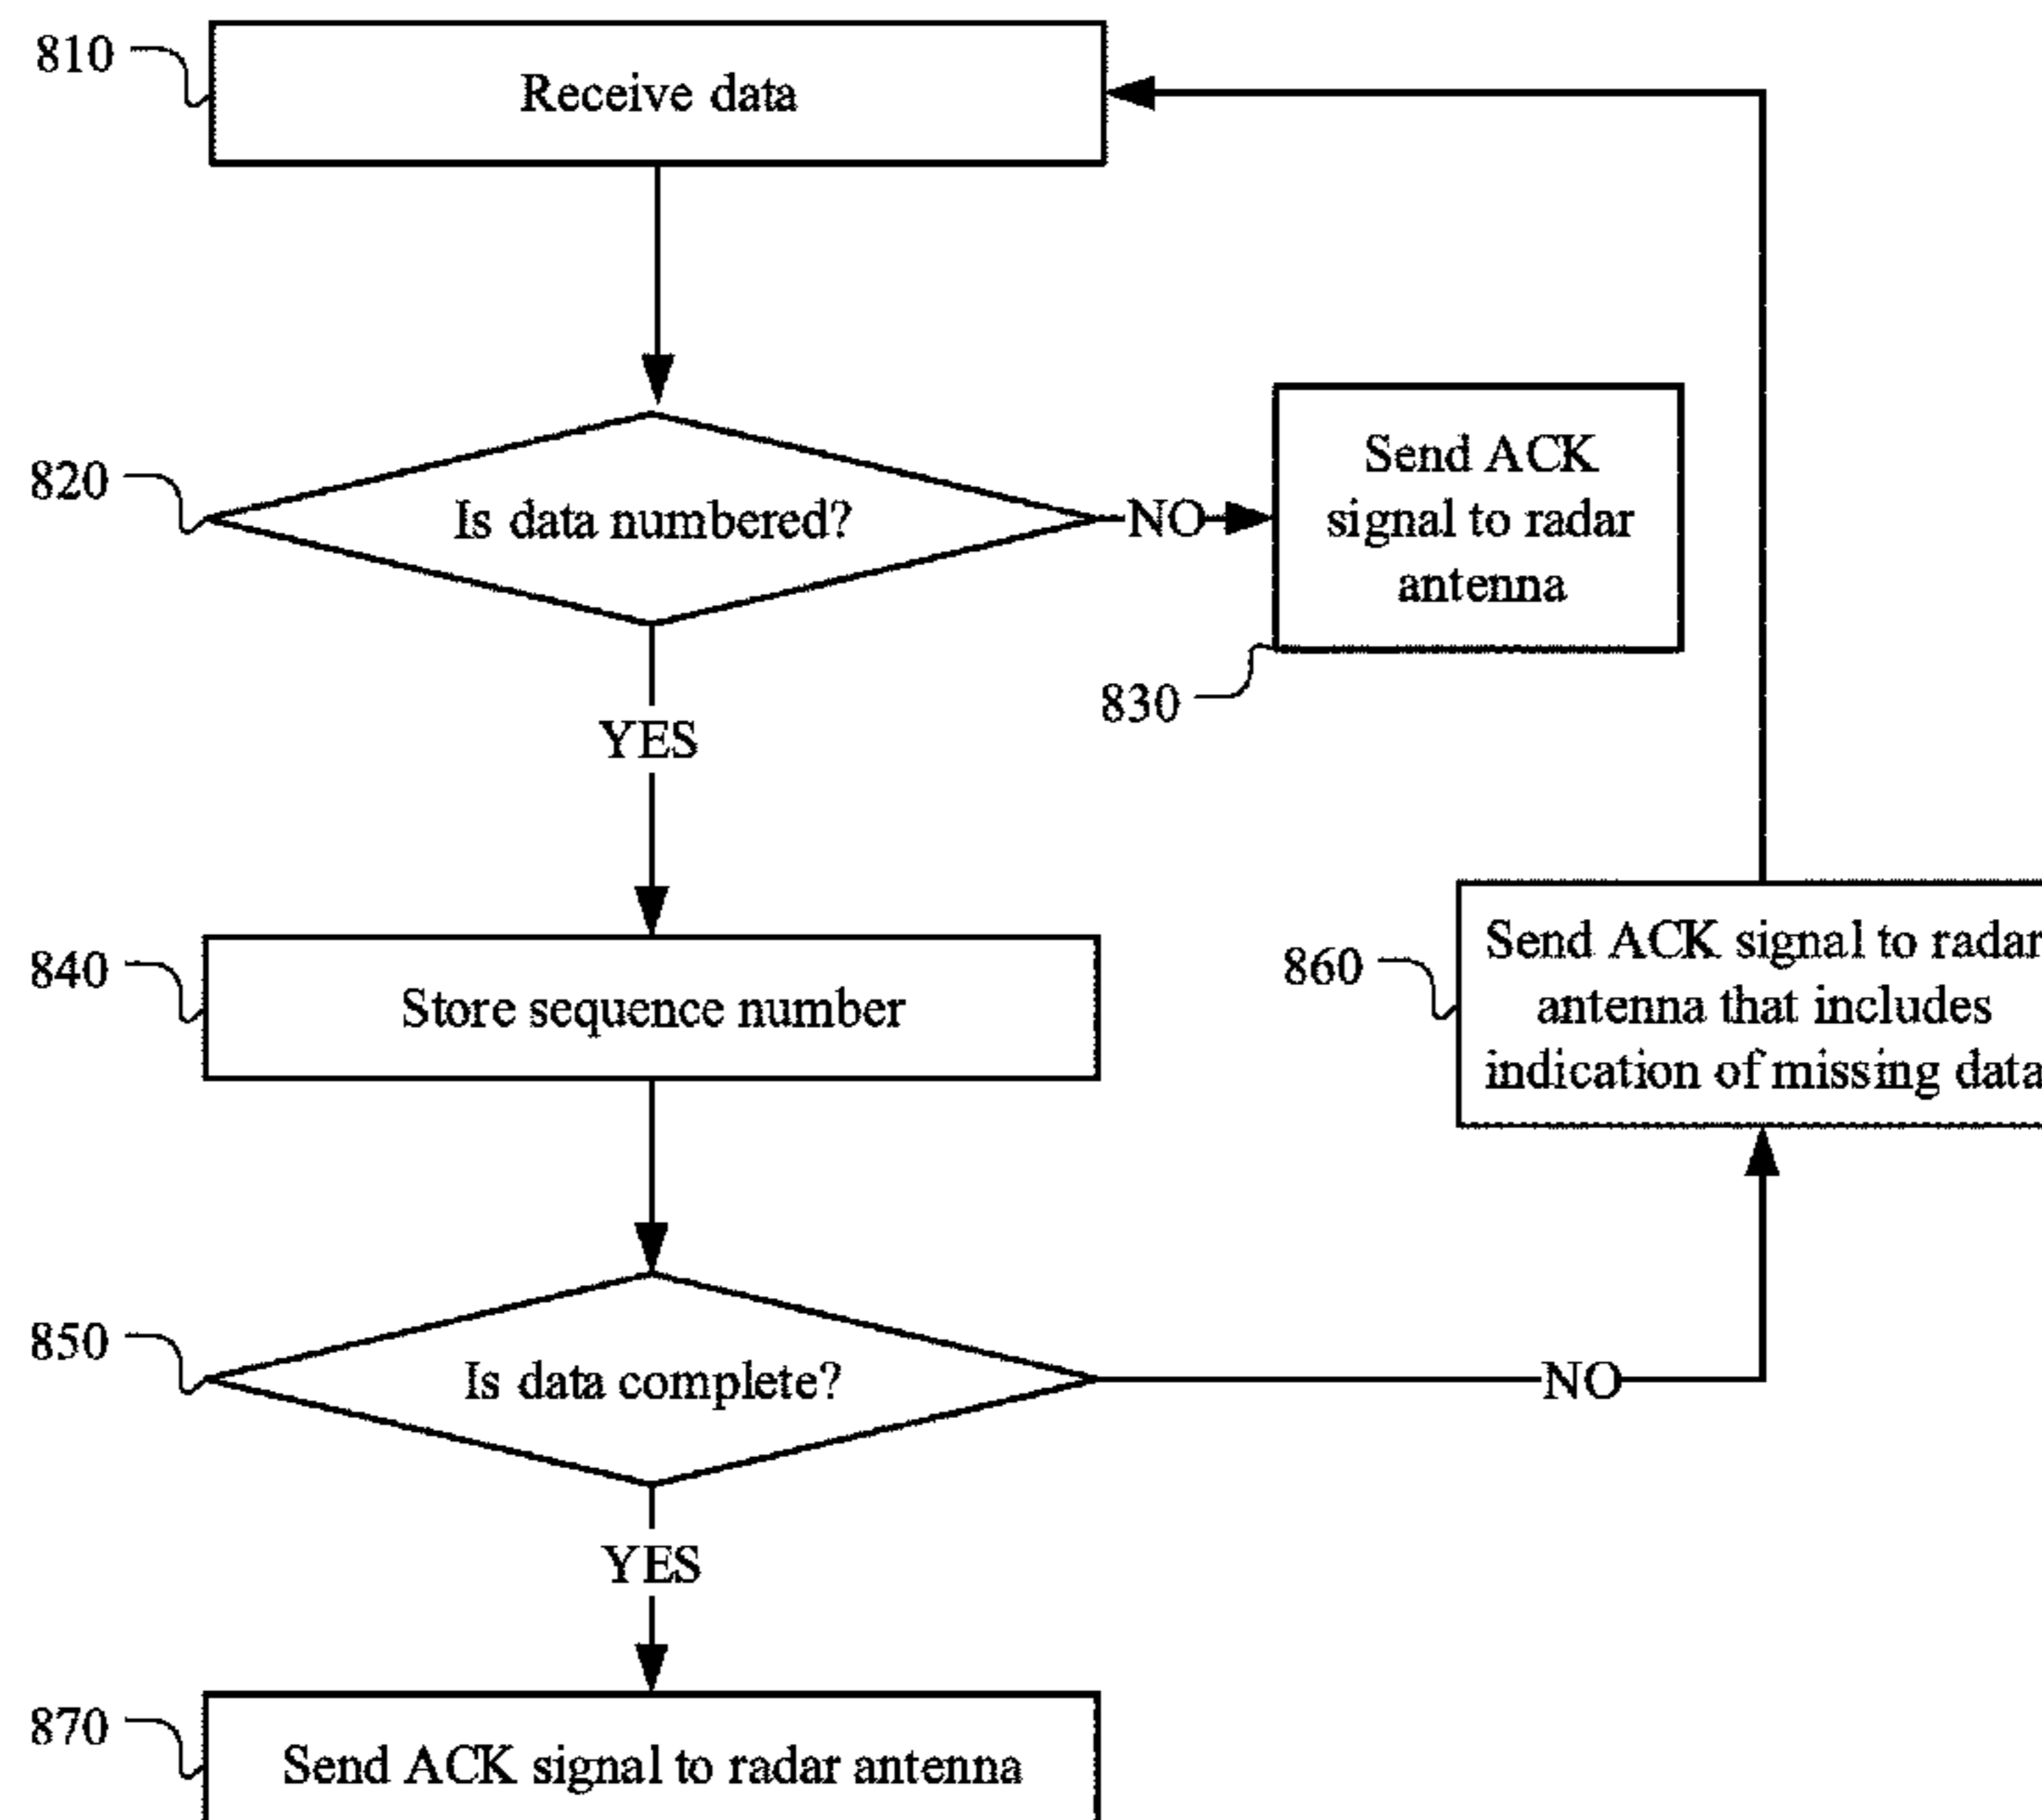 810
Receive data
820
Is data numbered?
NO
Send ACK
signal to radar
antenna
830
YES
840
Store sequence number
860
Send ACK signal to radar
antenna that includes
indication of missing data
850
Is data complete?
NO
YES
870
Send ACK signal to radar antenna